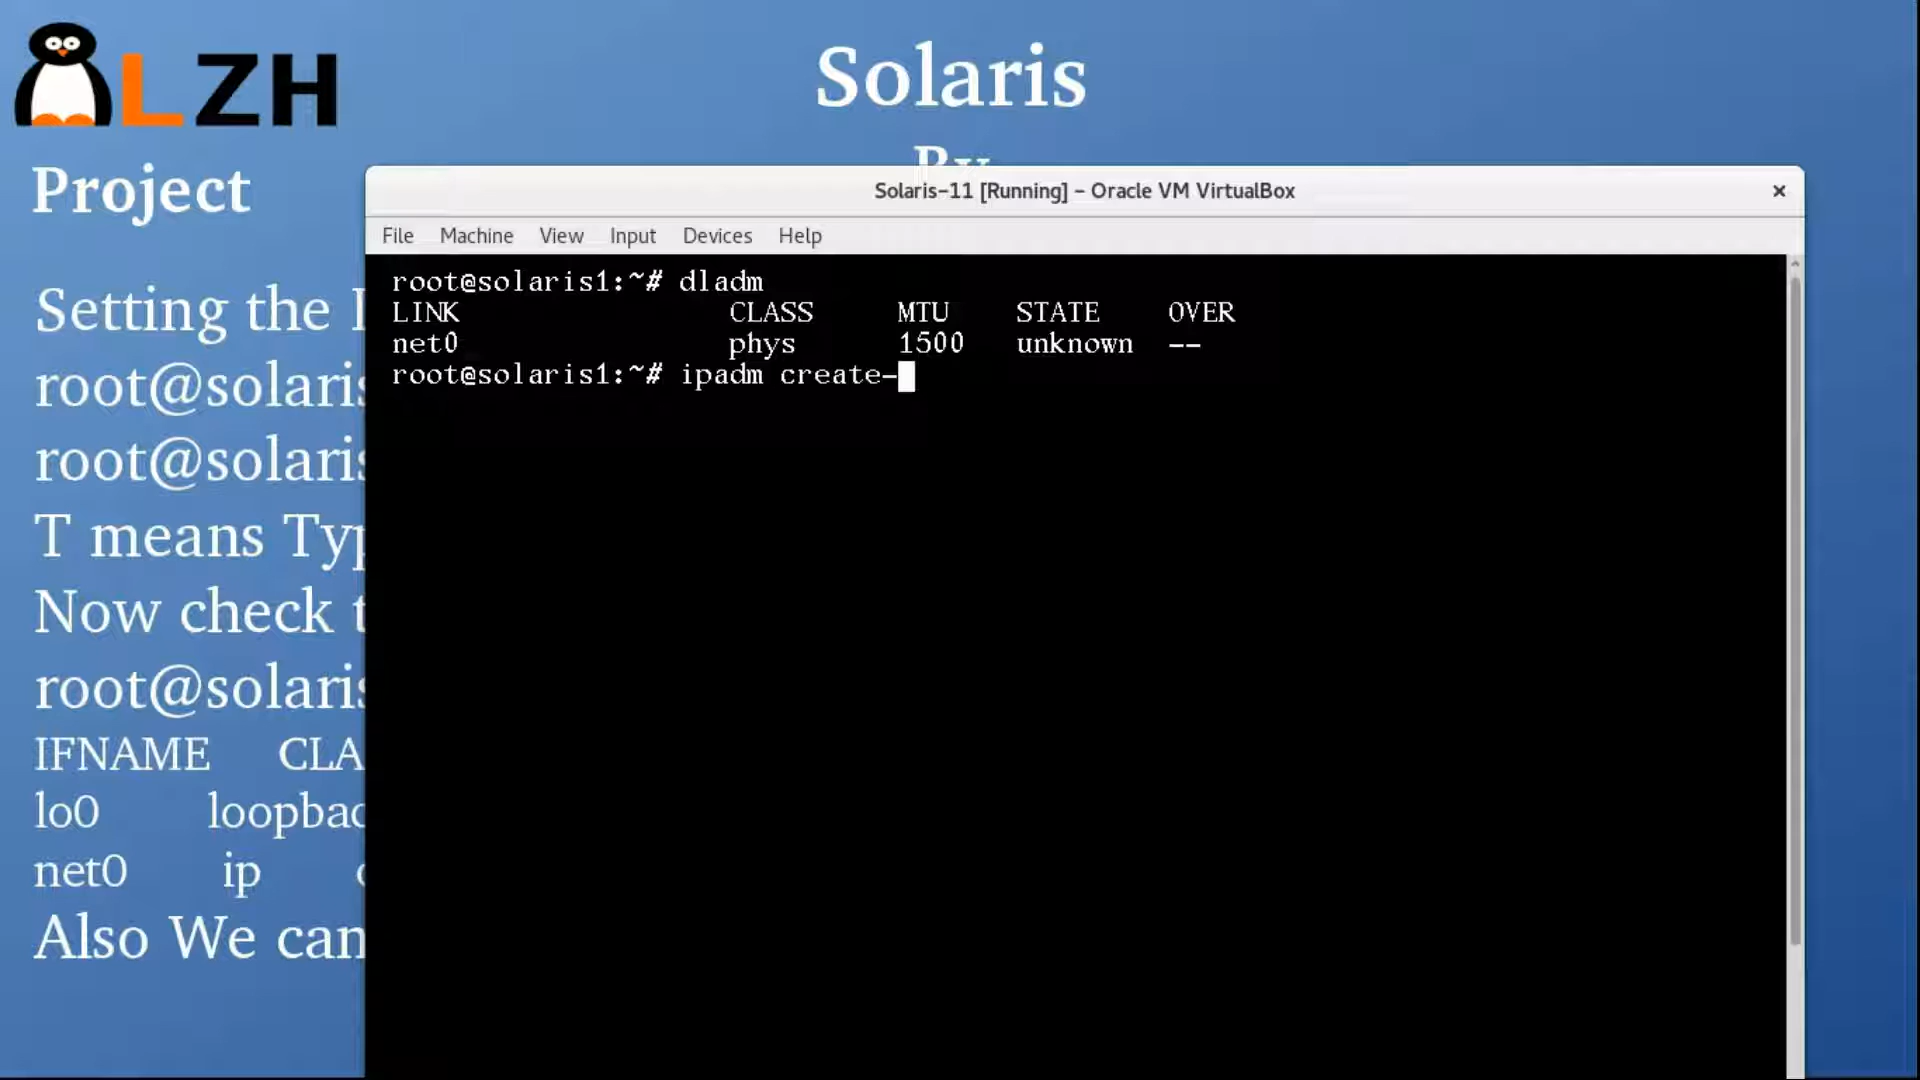 LZH
Solaris
By
Project
Solaris-11 [Running] - Oracle VM VirtualBox
File Machine View Input Devices Help
root@solaris1:~# dladm
LINK CLASS MTU STATE OVER
net0 phys 1500 unknown --
root@solaris1:~# ipadm create-
Setting the
root@solaris
root@solaris
T means Typ
Now check t
root@solaris
IFNAME CLA
lo0 loopbac
net0 ip
Also We can